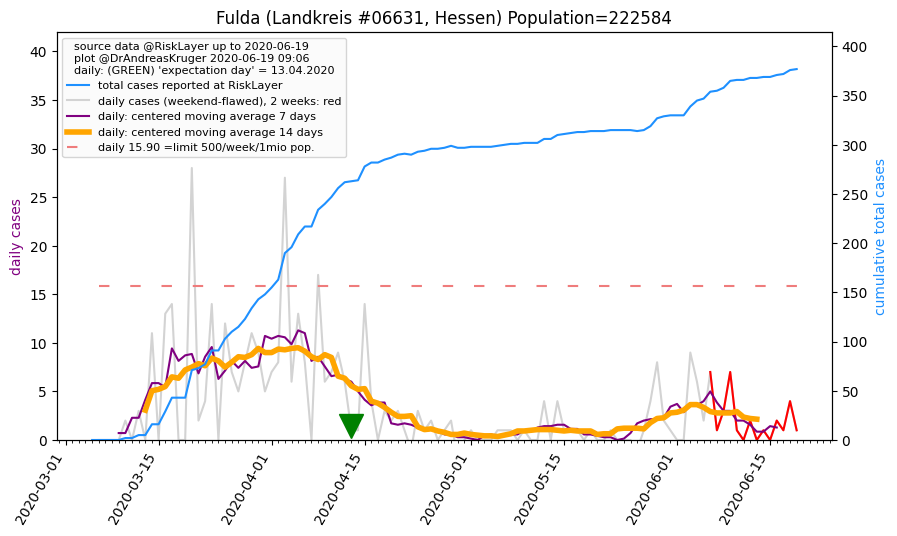 Fulda (Landkreis #06631, Hessen) Population=222584
source data @RiskLayer up to 2020-06-19
plot @DrAndreasKruger 2020-06-19 09:06
daily: (GREEN) 'expectation day' = 13.04.2020
total cases reported at RiskLayer
daily cases (weekend-flawed), 2 weeks: red
daily: centered moving average 7 days
daily: centered moving average 14 days
daily 15.90 =limit 500/week/1mio pop.
daily cases
40
35
30
25
20
15
10
5
0
cumulative total cases
400
350
300
250
200
150
100
50
0
2020-03-01
2020-03-15
2020-04-01
2020-04-15
2020-05-01
2020-05-15
2020-06-01
2020-06-15